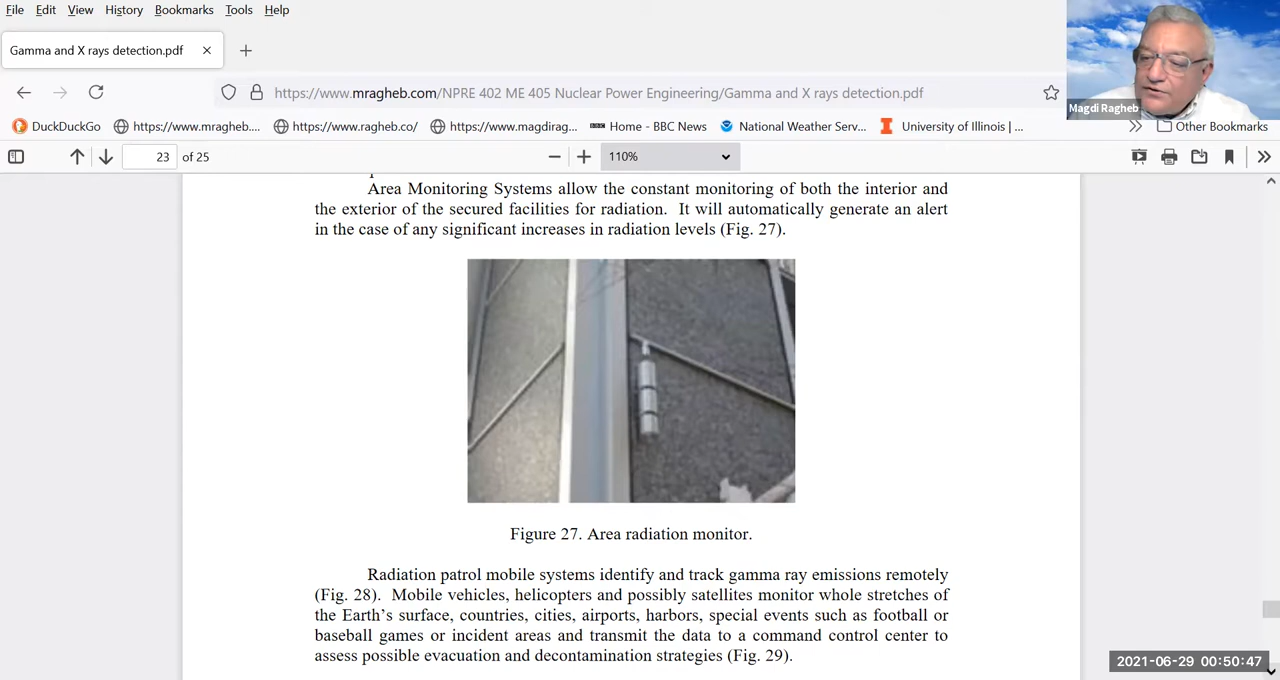 File Edit View History Bookmarks Tools Help
Gamma and X rays detection.pdf
https://www.mragheb.com/NPRE 402 ME 405 Nuclear Power Engineering/Gamma and X rays detection.pdf
Magdi Ragheb
DuckDuckGo https://www.mragheb.... https://www.ragheb.co/ https://www.magdirag... Home - BBC News National Weather Serv... University of Illinois | ... Other Bookmarks
23 of 25 110%
Area Monitoring Systems allow the constant monitoring of both the interior and
the exterior of the secured facilities for radiation. It will automatically generate an alert
in the case of any significant increases in radiation levels (Fig. 27).
Figure 27. Area radiation monitor.
Radiation patrol mobile systems identify and track gamma ray emissions remotely
(Fig. 28). Mobile vehicles, helicopters and possibly satellites monitor whole stretches of
the Earth's surface, countries, cities, airports, harbors, special events such as football or
baseball games or incident areas and transmit the data to a command control center to
assess possible evacuation and decontamination strategies (Fig. 29).
2021-06-29 00:50:47